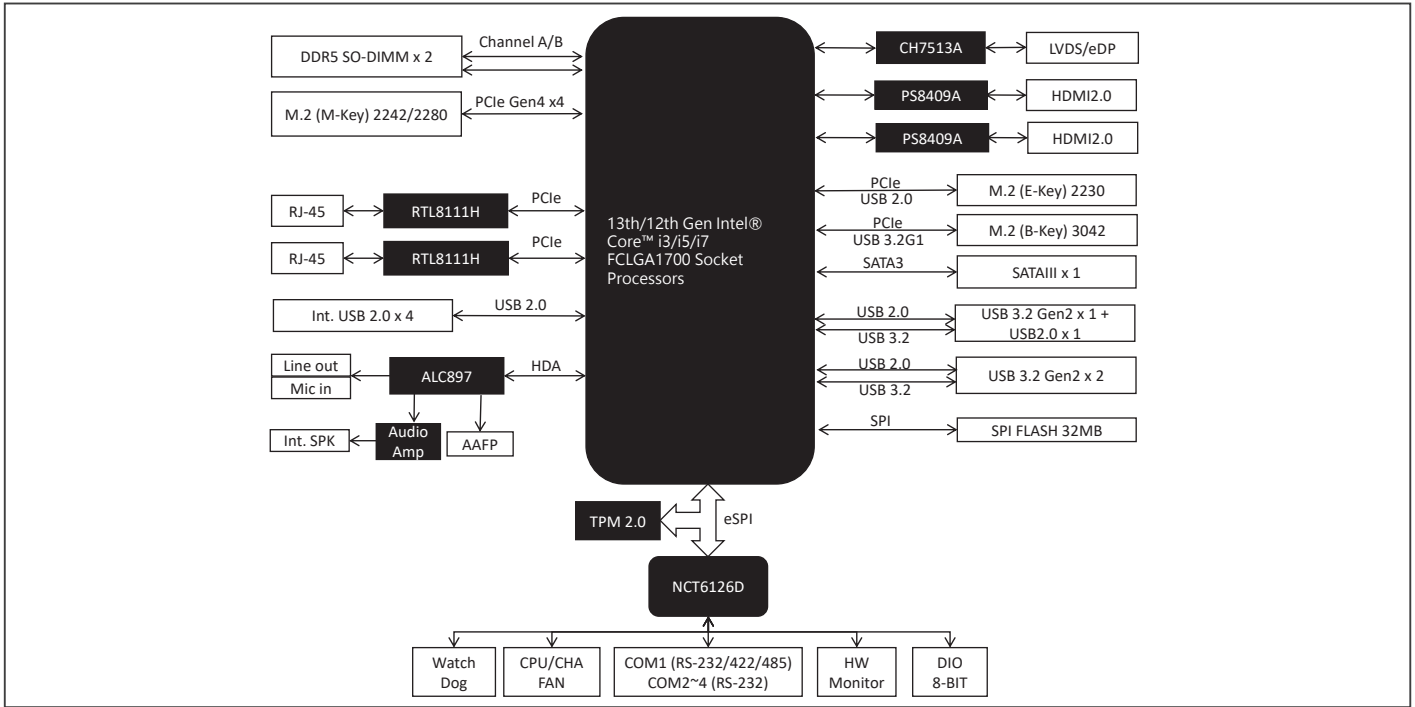 DDR5 SO-DIMM x 2
Channel A/B
M.2 (M-Key) 2242/2280
PCIe Gen4 x4
RJ-45
RTL8111H
PCIe
RJ-45
RTL8111H
PCIe
Int. USB 2.0 x 4
USB 2.0
Line out
Mic in
ALC897
HDA
Int. SPK
Audio
Amp
AAFP
13th/12th Gen Intel®
Core™ i3/i5/i7
FCLGA1700 Socket
Processors
CH7513A
LVDS/eDP
PS8409A
HDMI2.0
PS8409A
HDMI2.0
PCIe
USB 2.0
M.2 (E-Key) 2230
PCIe
USB 3.2G1
M.2 (B-Key) 3042
SATA3
SATAIII x 1
USB 2.0
USB 3.2
USB 3.2 Gen2 x 1 +
USB2.0 x 1
USB 2.0
USB 3.2
USB 3.2 Gen2 x 2
SPI
SPI FLASH 32MB
TPM 2.0
eSPI
NCT6126D
Watch
Dog
CPU/CHA
FAN
COM1 (RS-232/422/485)
COM2~4 (RS-232)
HW
Monitor
DIO
8-BIT